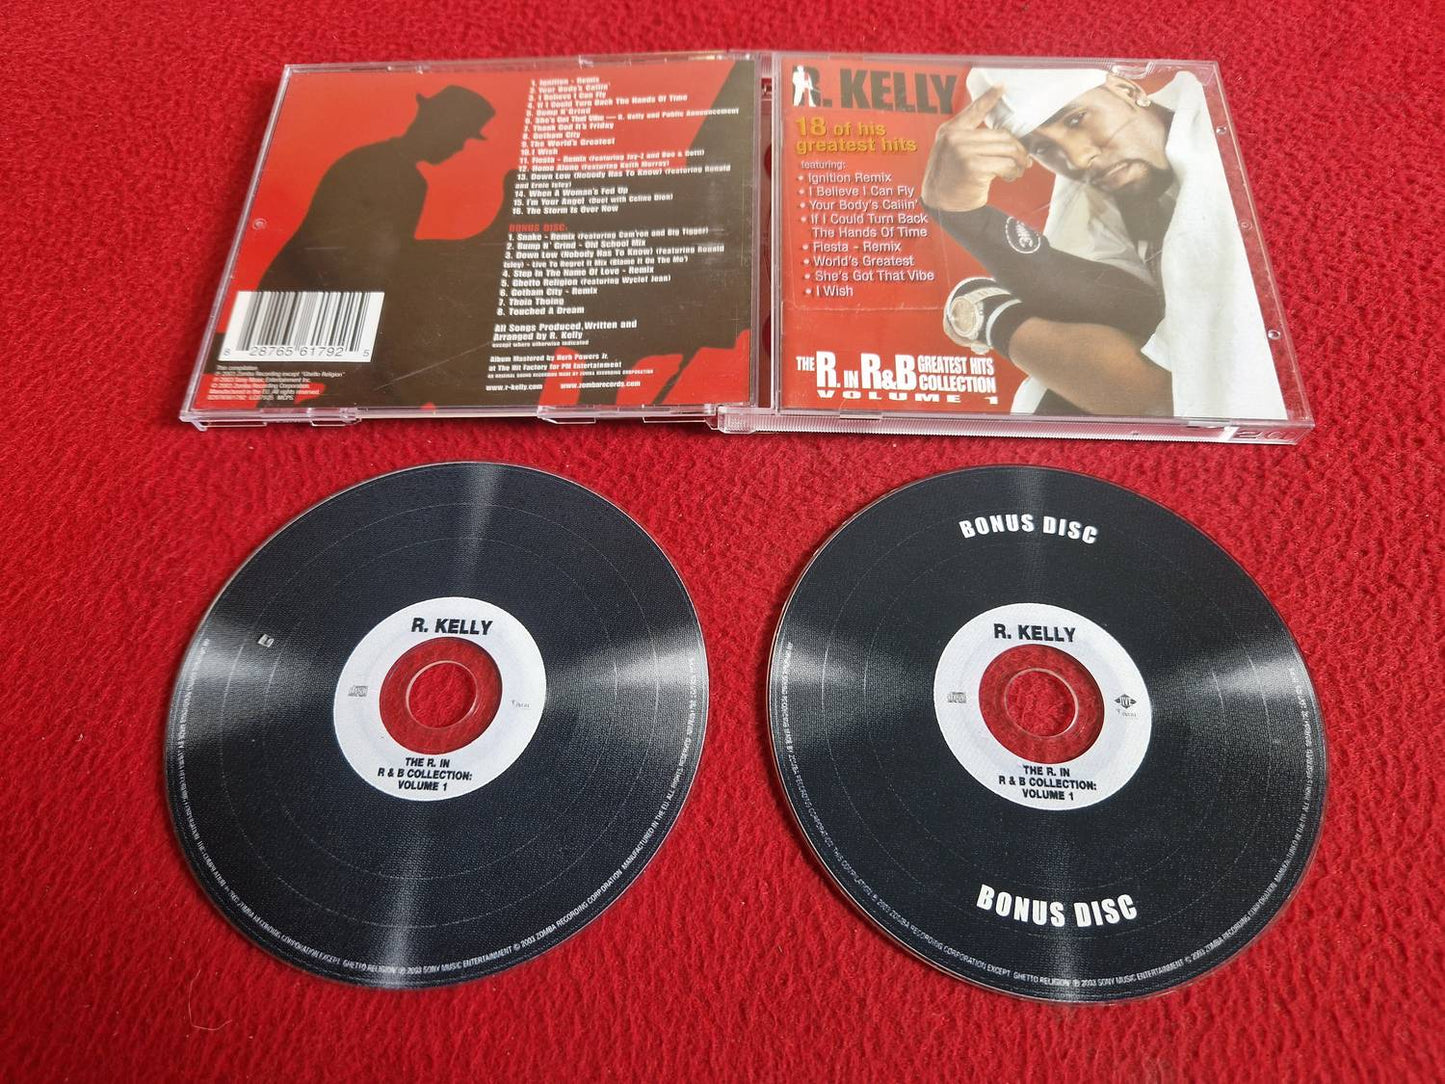 1. Ignition - Remix
2. Your Body's Callin'
3. I Believe I Can Fly
4. If I Could Turn Back The Hands Of Time
5. Bump N' Grind
6. She's Got That Vibe — R. Kelly and Public Announcement
7. Thank God It's Friday
8. Gotham City
9. The World's Greatest
10. I Wish
11. Fiesta - Remix (Featuring Jay-Z and Boo & Gotti)
12. Home Alone (Featuring Keith Murray)
13. Down Low (Nobody Has To Know) (Featuring Ronald
and Ernie Isley)
14. When A Woman's Fed Up
15. I'm Your Angel (Duet with Celine Dion)
16. The Storm Is Over Now
BONUS DISC:
1. Snake - Remix (Featuring Cam'ron and Big Tigger)
2. Bump N' Grind - Old School Mix
3. Down Low (Nobody Has To Know) (Featuring Ronald
Isley) - Live To Regret It Mix (Blame It On The Mo')
4. Step In The Name Of Love - Remix
5. Ghetto Religion (Featuring Wyclef Jean)
6. Gotham City - Remix
7. Thoia Thoing
8. Touched A Dream
All Songs Produced, Written and
Arranged by R. Kelly
except where otherwise indicated
Album Mastered by Herb Powers Jr.
at The Hit Factory for PM Entertainment
www.r-kelly.com www.zombarecords.com
8 28765 61792 5
This compilation
R. KELLY
18 of his
greatest hits
featuring:
• Ignition Remix
• I Believe I Can Fly
• Your Body's Callin'
• If I Could Turn Back
The Hands Of Time
• Fiesta - Remix
• World's Greatest
• She's Got That Vibe
• I Wish
THE R. IN R&B GREATEST HITS
COLLECTION
VOLUME 1
R. KELLY
THE R. IN
R & B COLLECTION:
VOLUME 1
BONUS DISC
R. KELLY
THE R. IN
R & B COLLECTION:
VOLUME 1
BONUS DISC